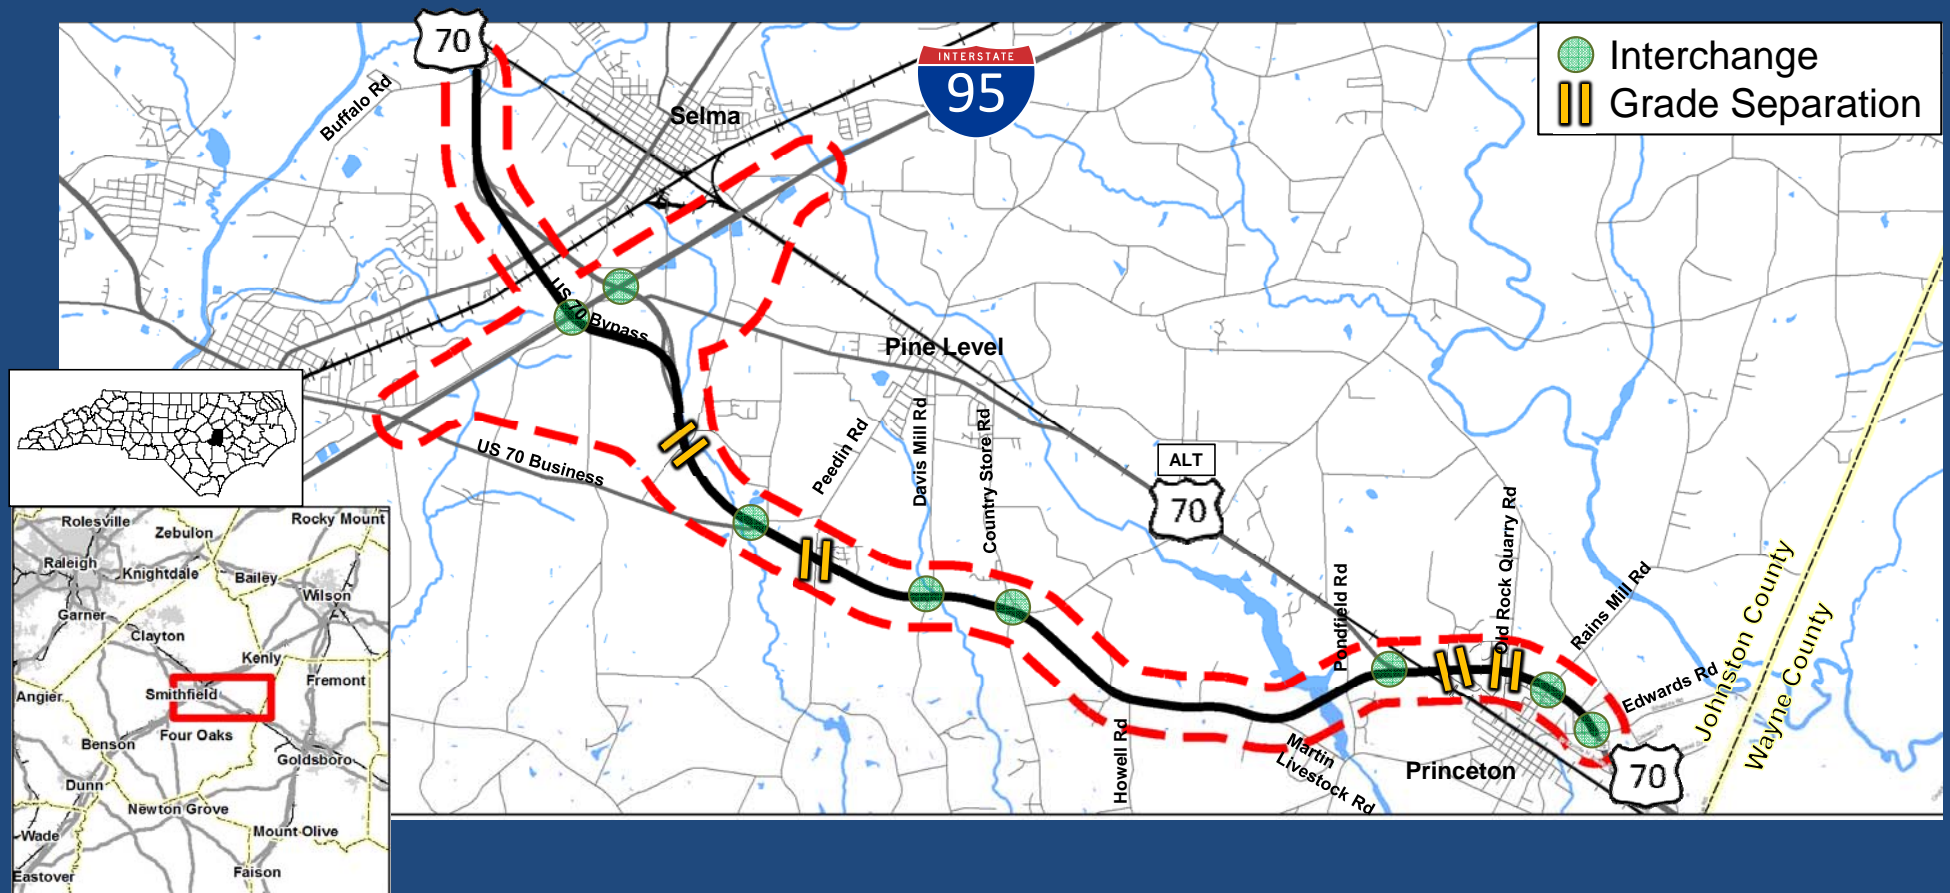 70
Buffalo Rd
Selma
INTERSTATE
95
Interchange
Grade Separation
US 70 Bypass
Pine Level
US 70 Business
Peedin Rd
Davis Mill Rd
Country Store Rd
ALT
70
Pondfield Rd
Old Rock Quarry Rd
Rains Mill Rd
Edwards Rd
Johnston County
Wayne County
Howell Rd
Martin
Livestock Rd
Princeton
70
Rolesville
Rocky Mount
Zebulon
Raleigh
Knightdale
Bailey
Wilson
Garner
Clayton
Kenly
Fremont
Angier
Smithfield
Four Oaks
Benson
Goldsboro
Dunn
Newton Grove
Wade
Mount Olive
Eastover
Faison